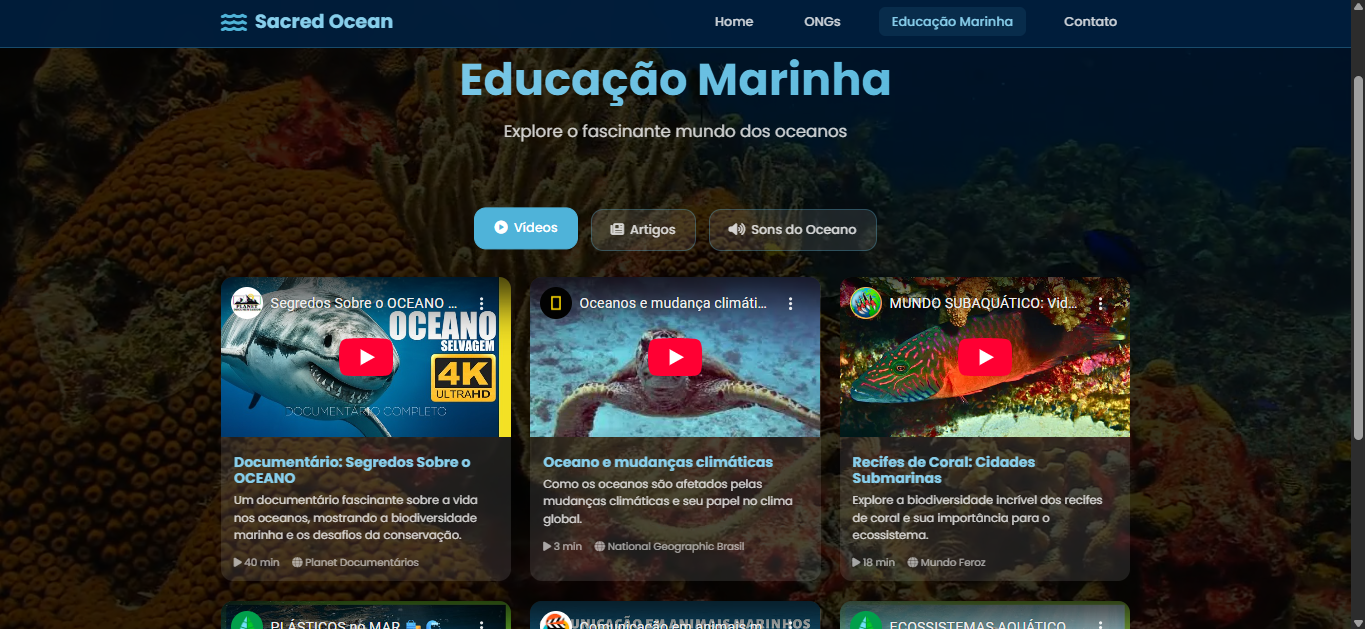 Sacred Ocean
Home
ONGs
Educação Marinha
Contato
Educação Marinha
Explore o fascinante mundo dos oceanos
Vídeos
Artigos
Sons do Oceano
Segredos Sobre o OCEANO ...
OCEANO
SELVAGEM
4K
ULTRAHD
DOCUMENTÁRIO COMPLETO
Oceanos e mudança climáti...
MUNDO SUBAQUÁTICO: Vid...
Documentário: Segredos Sobre o
OCEANO
Um documentário fascinante sobre a vida
nos oceanos, mostrando a biodiversidade
marinha e os desafios da conservação.
40 min
Planet Documentários
Oceano e mudanças climáticas
Como os oceanos são afetados pelas
mudanças climáticas e seu papel no clima
global.
3 min
National Geographic Brasil
Recifes de Coral: Cidades
Submarinas
Explore a biodiversidade incrível dos recifes
de coral e sua importância para o
ecossistema.
18 min
Mundo Feroz
PLÁSTICOS no MAR
Comunicação em animais m...
ECOSSISTEMAS AQUÁTICO...